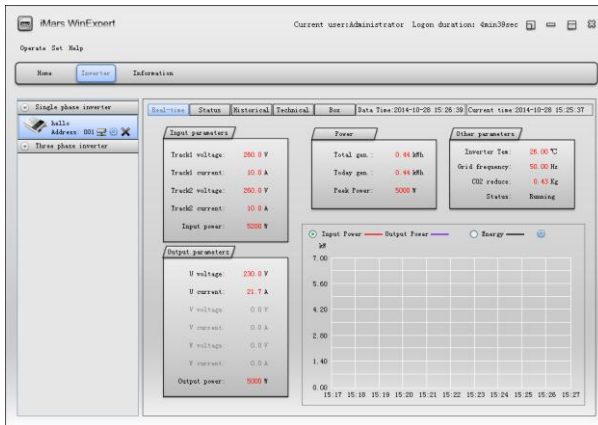 iMars WinExpert
Current user:Administrator Logon duration: 4min39sec
Operate Set Help
Home Inverter Information
Single phase inverter
hello
Address: 001
Three phase inverter
Real-time Status Historical Technical Box Data Time:2014-10-28 15:26:39 Current time:2014-10-28 15:25:37
Input parameters
Track1 voltage: 260.0 V
Track1 current: 10.0 A
Track2 voltage: 260.0 V
Track2 current: 10.0 A
Input power: 5200 W
Power
Total gen.: 0.44 kWh
Today gen.: 0.44 kWh
Peak Power: 5000 W
Other parameters
Inverter Tem: 26.00 ℃
Grid frequency: 50.00 Hz
CO2 reduce: 0.43 Kg
Status: Running
Output parameters
U voltage: 230.0 V
U current: 21.7 A
V voltage: 0.0 V
V current: 0.0 A
W voltage: 0.0 V
W current: 0.0 A
Output power: 5000 W
Input Power Output Power Energy
kW
7.00
5.60
4.20
2.80
1.40
0.00
15:17 15:18 15:19 15:20 15:21 15:22 15:23 15:24 15:25 15:26 15:27